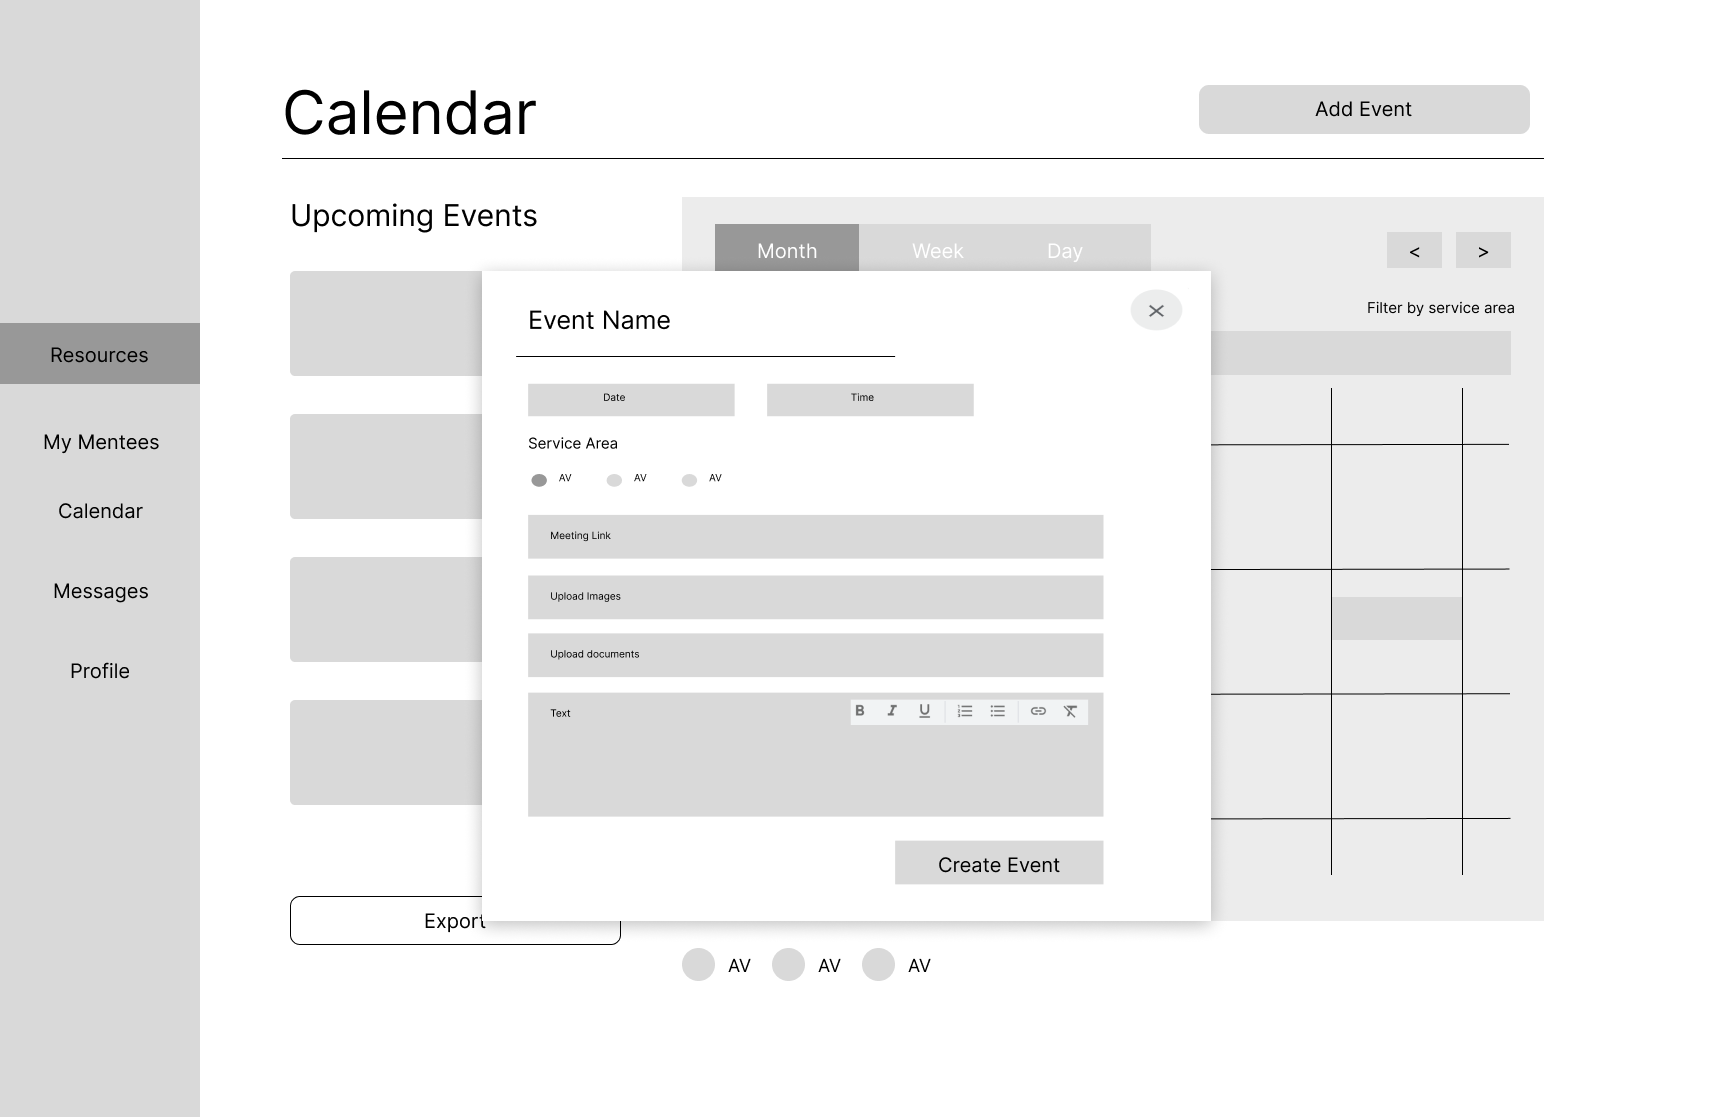 Calendar
Add Event
Upcoming Events
Month Week Day
< >
Filter by service area
Resources
My Mentees
Calendar
Messages
Profile
Event Name
Date Time
Service Area
AV AV AV
Meeting Link
Upload Images
Upload documents
Text
B I U
Create Event
Export
AV AV AV